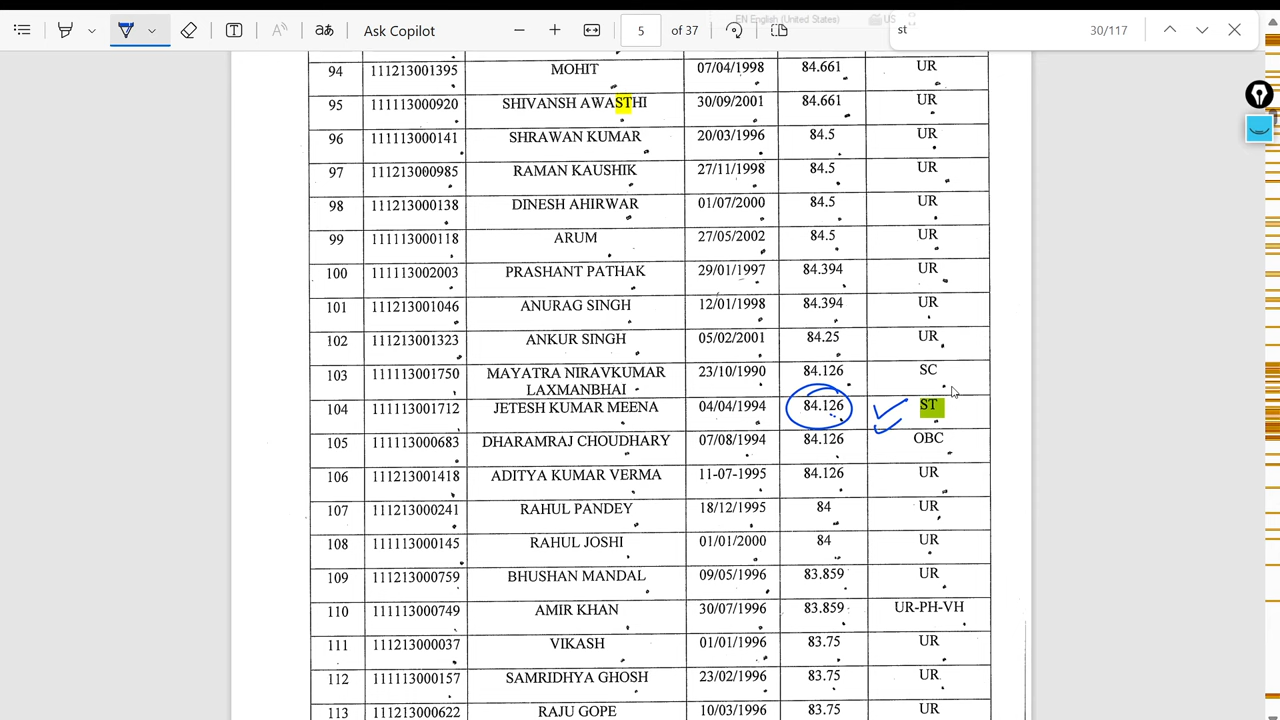 EN English (United States) US
Ask Copilot 5 of 37 st 30/117
94 111213001395 MOHIT 07/04/1998 84.661 UR
95 111113000920 SHIVANSH AWASTHI 30/09/2001 84.661 UR
96 111113000141 SHRAWAN KUMAR 20/03/1996 84.5 UR
97 111213000985 RAMAN KAUSHIK 27/11/1998 84.5 UR
98 111213000138 DINESH AHIRWAR 01/07/2000 84.5 UR
99 111113000118 ARUM 27/05/2002 84.5 UR
100 111113002003 PRASHANT PATHAK 29/01/1997 84.394 UR
101 111213001046 ANURAG SINGH 12/01/1998 84.394 UR
102 111213001323 ANKUR SINGH 05/02/2001 84.25 UR
103 111111001750 MAYATRA NIRAVKUMAR 23/10/1990 84.126 SC
LAXMANBHAI
104 111113001712 JETESH KUMAR MEENA 04/04/1994 84.126 ST
105 111113000683 DHARAMRAJ CHOUDHARY 07/08/1994 84.126 OBC
106 111213001418 ADITYA KUMAR VERMA 11-07-1995 84.126 UR
107 111213000241 RAHUL PANDEY 18/12/1995 84 UR
108 111113000145 RAHUL JOSHI 01/01/2000 84 UR
109 111213000759 BHUSHAN MANDAL 09/05/1996 83.859 UR
110 111113000749 AMIR KHAN 30/07/1996 83.859 UR-PH-VH
111 111213000037 VIKASH 01/01/1996 83.75 UR
112 111113000157 SAMRIDHYA GHOSH 23/02/1996 83.75 UR
113 111213000622 RAJU GOPE 10/03/1996 83.75 UR